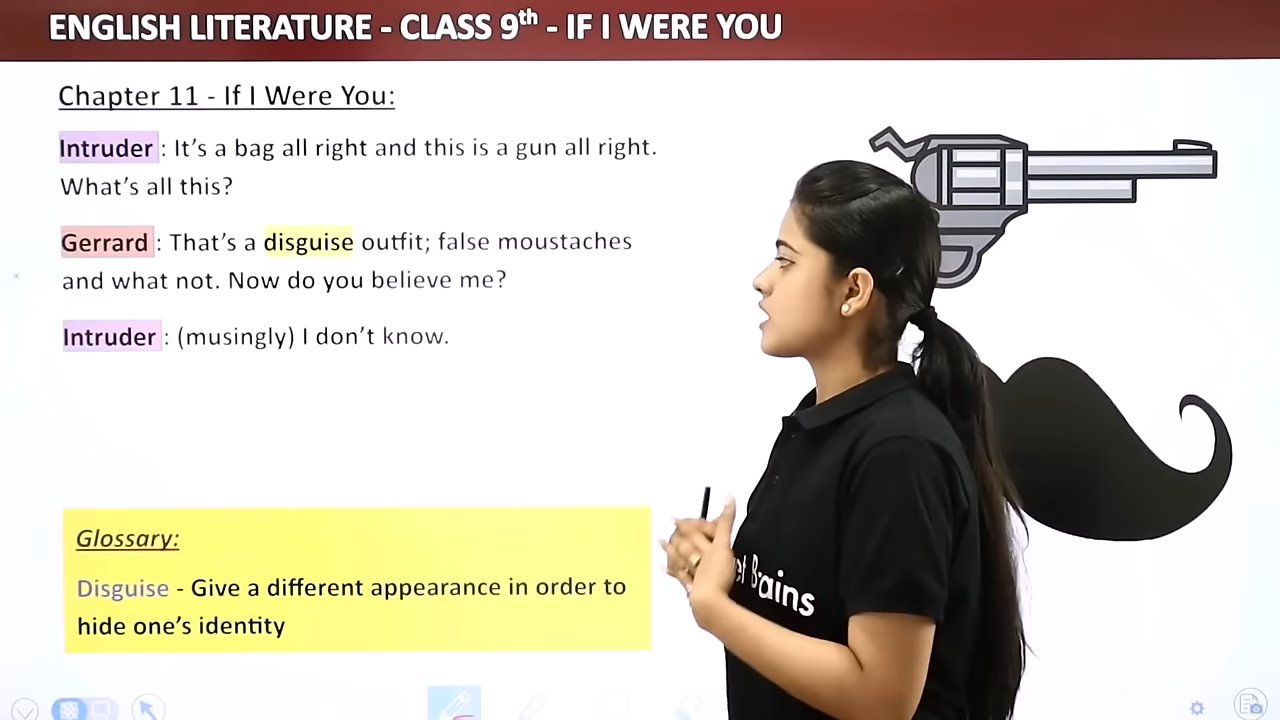 ENGLISH LITERATURE - CLASS 9th - IF I WERE YOU
Chapter 11 - If I Were You:
Intruder : It's a bag all right and this is a gun all right.
What's all this?
Gerrard : That's a disguise outfit; false moustaches
and what not. Now do you believe me?
Intruder : (musingly) I don't know.
Glossary:
Disguise - Give a different appearance in order to
hide one's identity
Brains